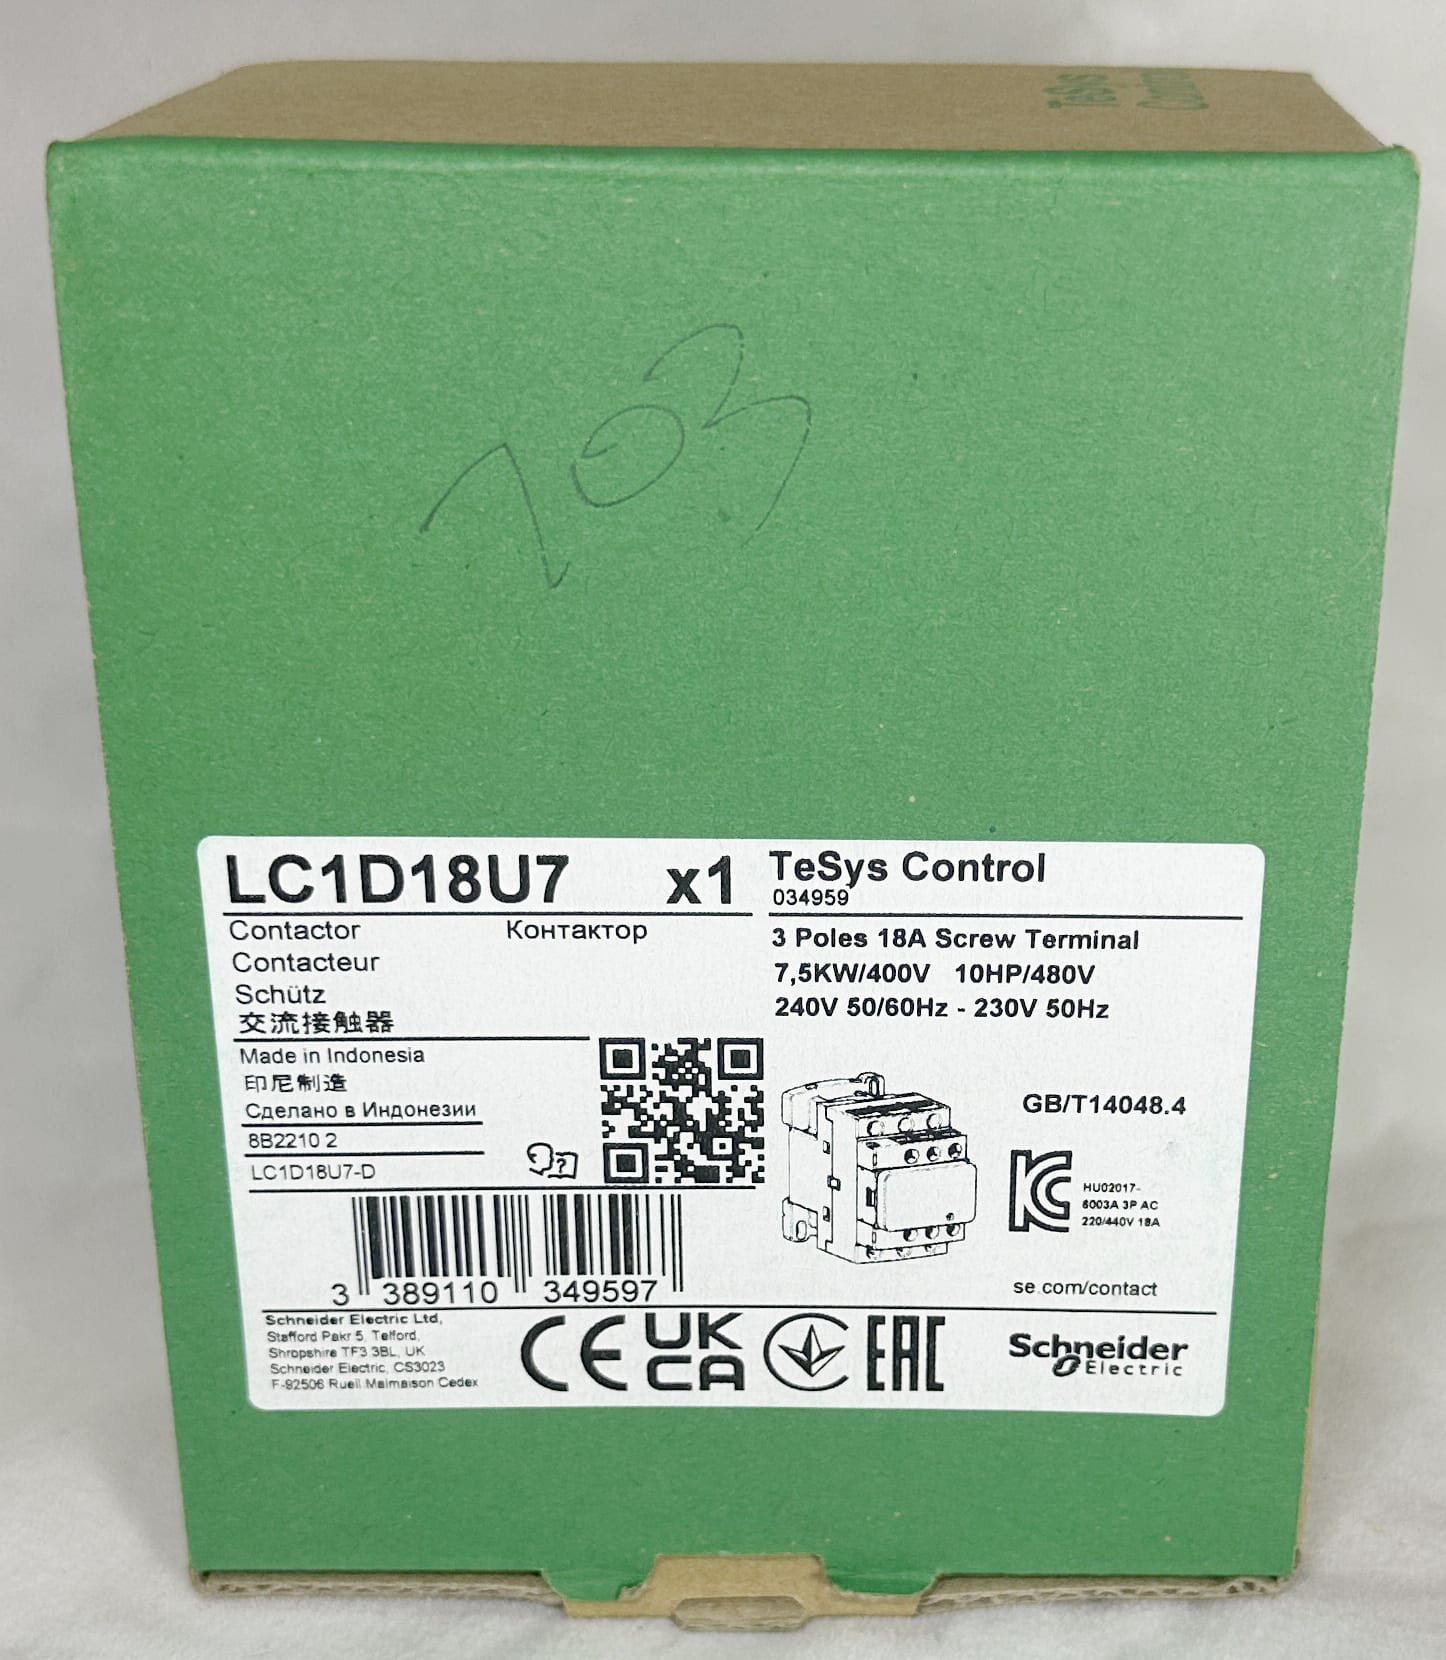 TeSys
Control
703
LC1D18U7 x1
TeSys Control
034959
Contactor Контактор
Contacteur
Schütz
交流接触器
3 Poles 18A Screw Terminal
7,5KW/400V 10HP/480V
240V 50/60Hz - 230V 50Hz
Made in Indonesia
印尼制造
Сделано в Индонезии
8B2210 2
LC1D18U7-D
?
GB/T14048.4
KC
HU02017-
6003A 3P AC
220/440V 18A
3 389110 349597
se.com/contact
Schneider Electric Ltd,
Stafford Pakr 5, Telford,
Shropshire TF3 3BL, UK
Schneider Electric, CS3023
F-92506 Rueil Malmaison Cedex
CE
UK
CA
EAC
Schneider
Electric